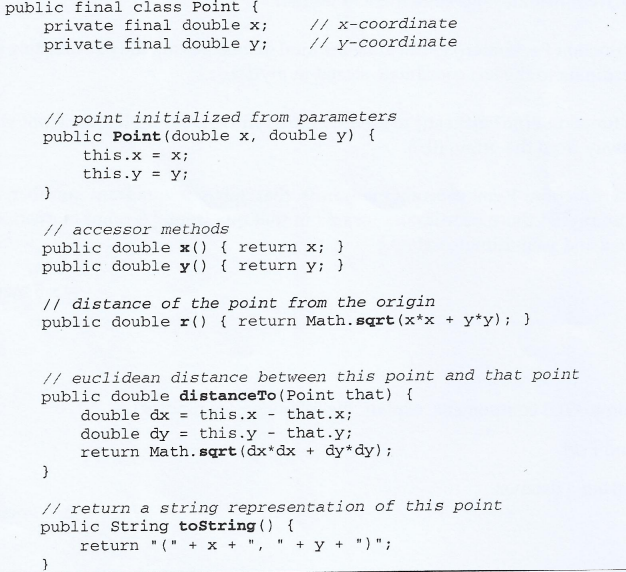 public final class Point {
    private final double x;    // x-coordinate
    private final double y;    // y-coordinate
    // point initialized from parameters
    public Point(double x, double y) {
        this.x = x;
        this.y = y;
    }
    // accessor methods
    public double x() { return x; }
    public double y() { return y; }
    // distance of the point from the origin
    public double r() { return Math.sqrt(x*x + y*y); }
    // euclidean distance between this point and that point
    public double distanceTo(Point that) {
        double dx = this.x - that.x;
        double dy = this.y - that.y;
        return Math.sqrt(dx*dx + dy*dy);
    }
    // return a string representation of this point
    public String toString() {
        return "(" + x + ", " + y + ")";
    }